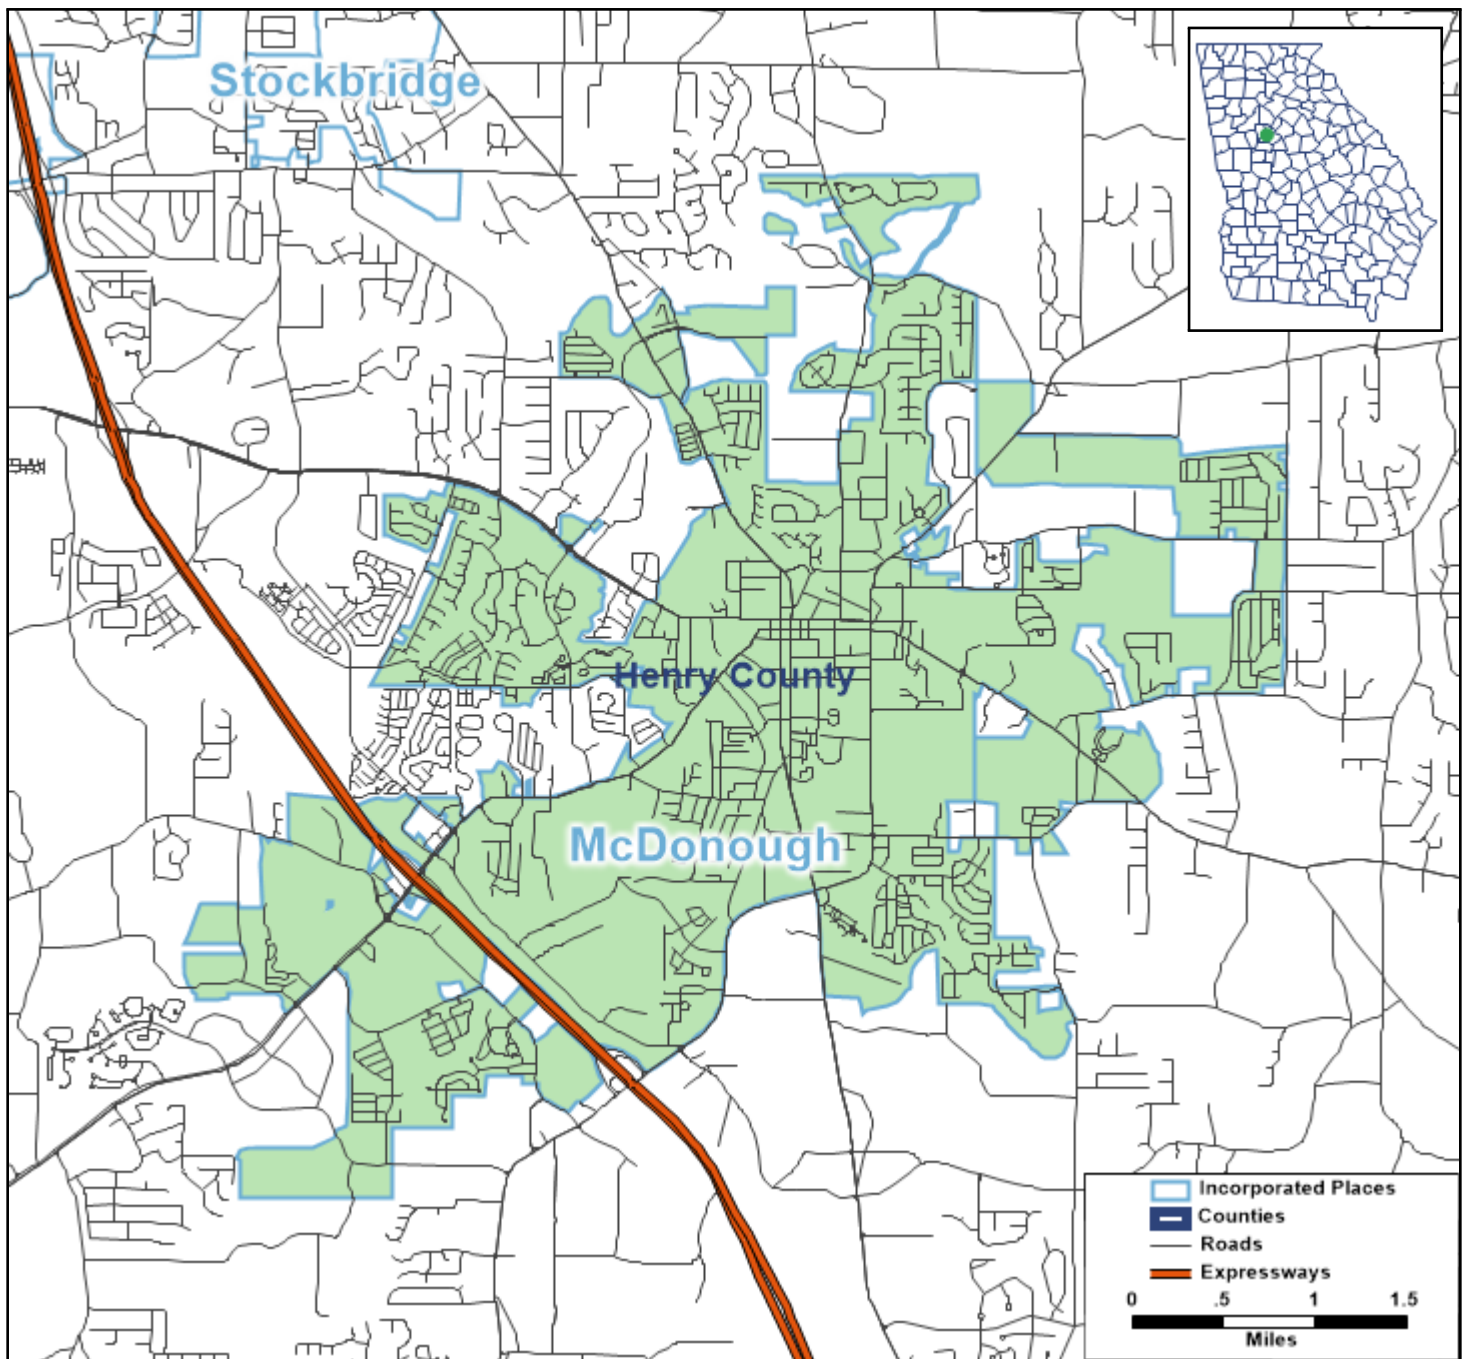 Stockbridge
Henry County
McDonough
Incorporated Places
Counties
Roads
Expressways
0 .5 1 1.5
Miles